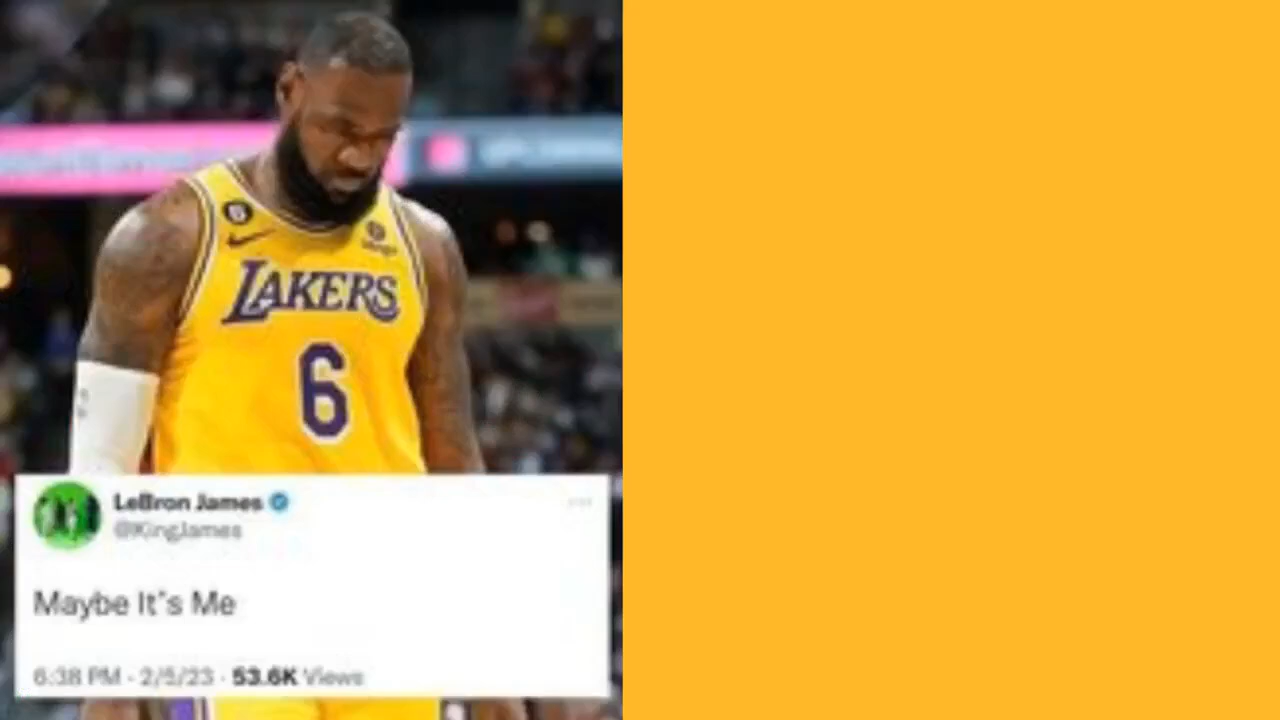 LAKERS
6
LeBron James
@KingJames
Maybe It's Me
6:38 PM - 2/5/23 · 53.6K Views